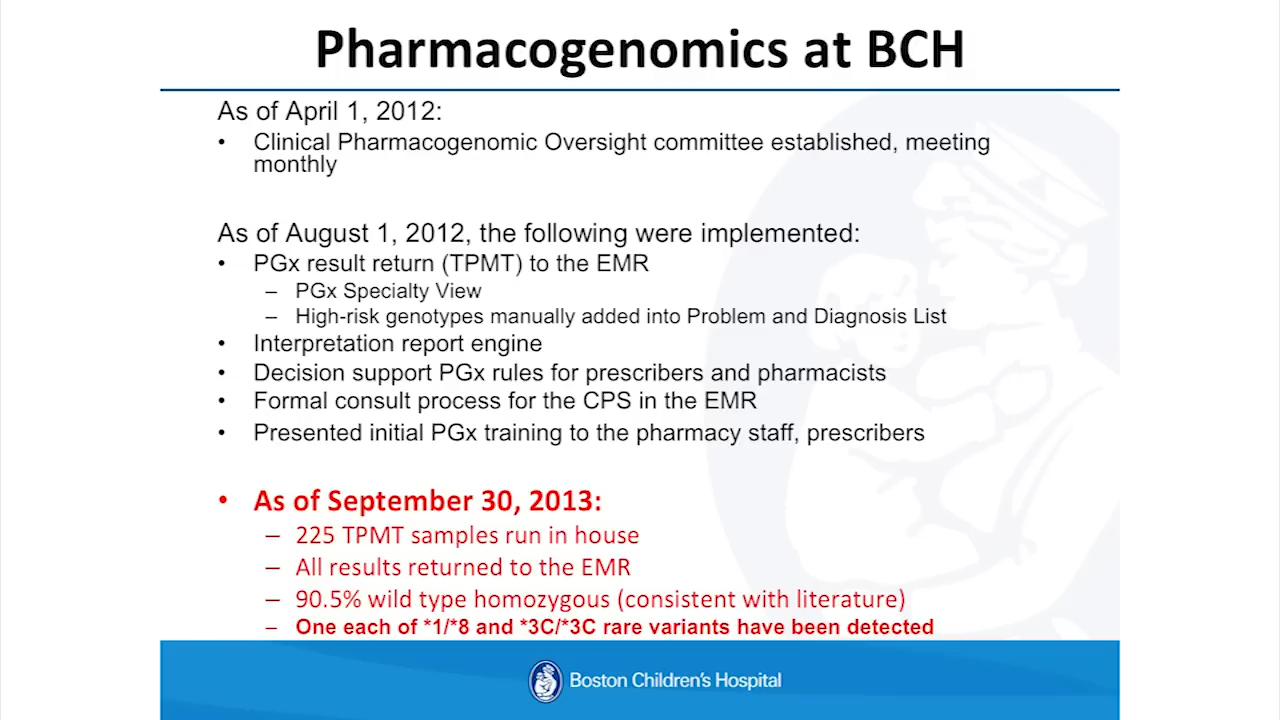 Pharmacogenomics at BCH
As of April 1, 2012:
• Clinical Pharmacogenomic Oversight committee established, meeting
monthly
As of August 1, 2012, the following were implemented:
• PGx result return (TPMT) to the EMR
– PGx Specialty View
– High-risk genotypes manually added into Problem and Diagnosis List
• Interpretation report engine
• Decision support PGx rules for prescribers and pharmacists
• Formal consult process for the CPS in the EMR
• Presented initial PGx training to the pharmacy staff, prescribers
• As of September 30, 2013:
– 225 TPMT samples run in house
– All results returned to the EMR
– 90.5% wild type homozygous (consistent with literature)
– One each of *1/*8 and *3C/*3C rare variants have been detected
Boston Children's Hospital